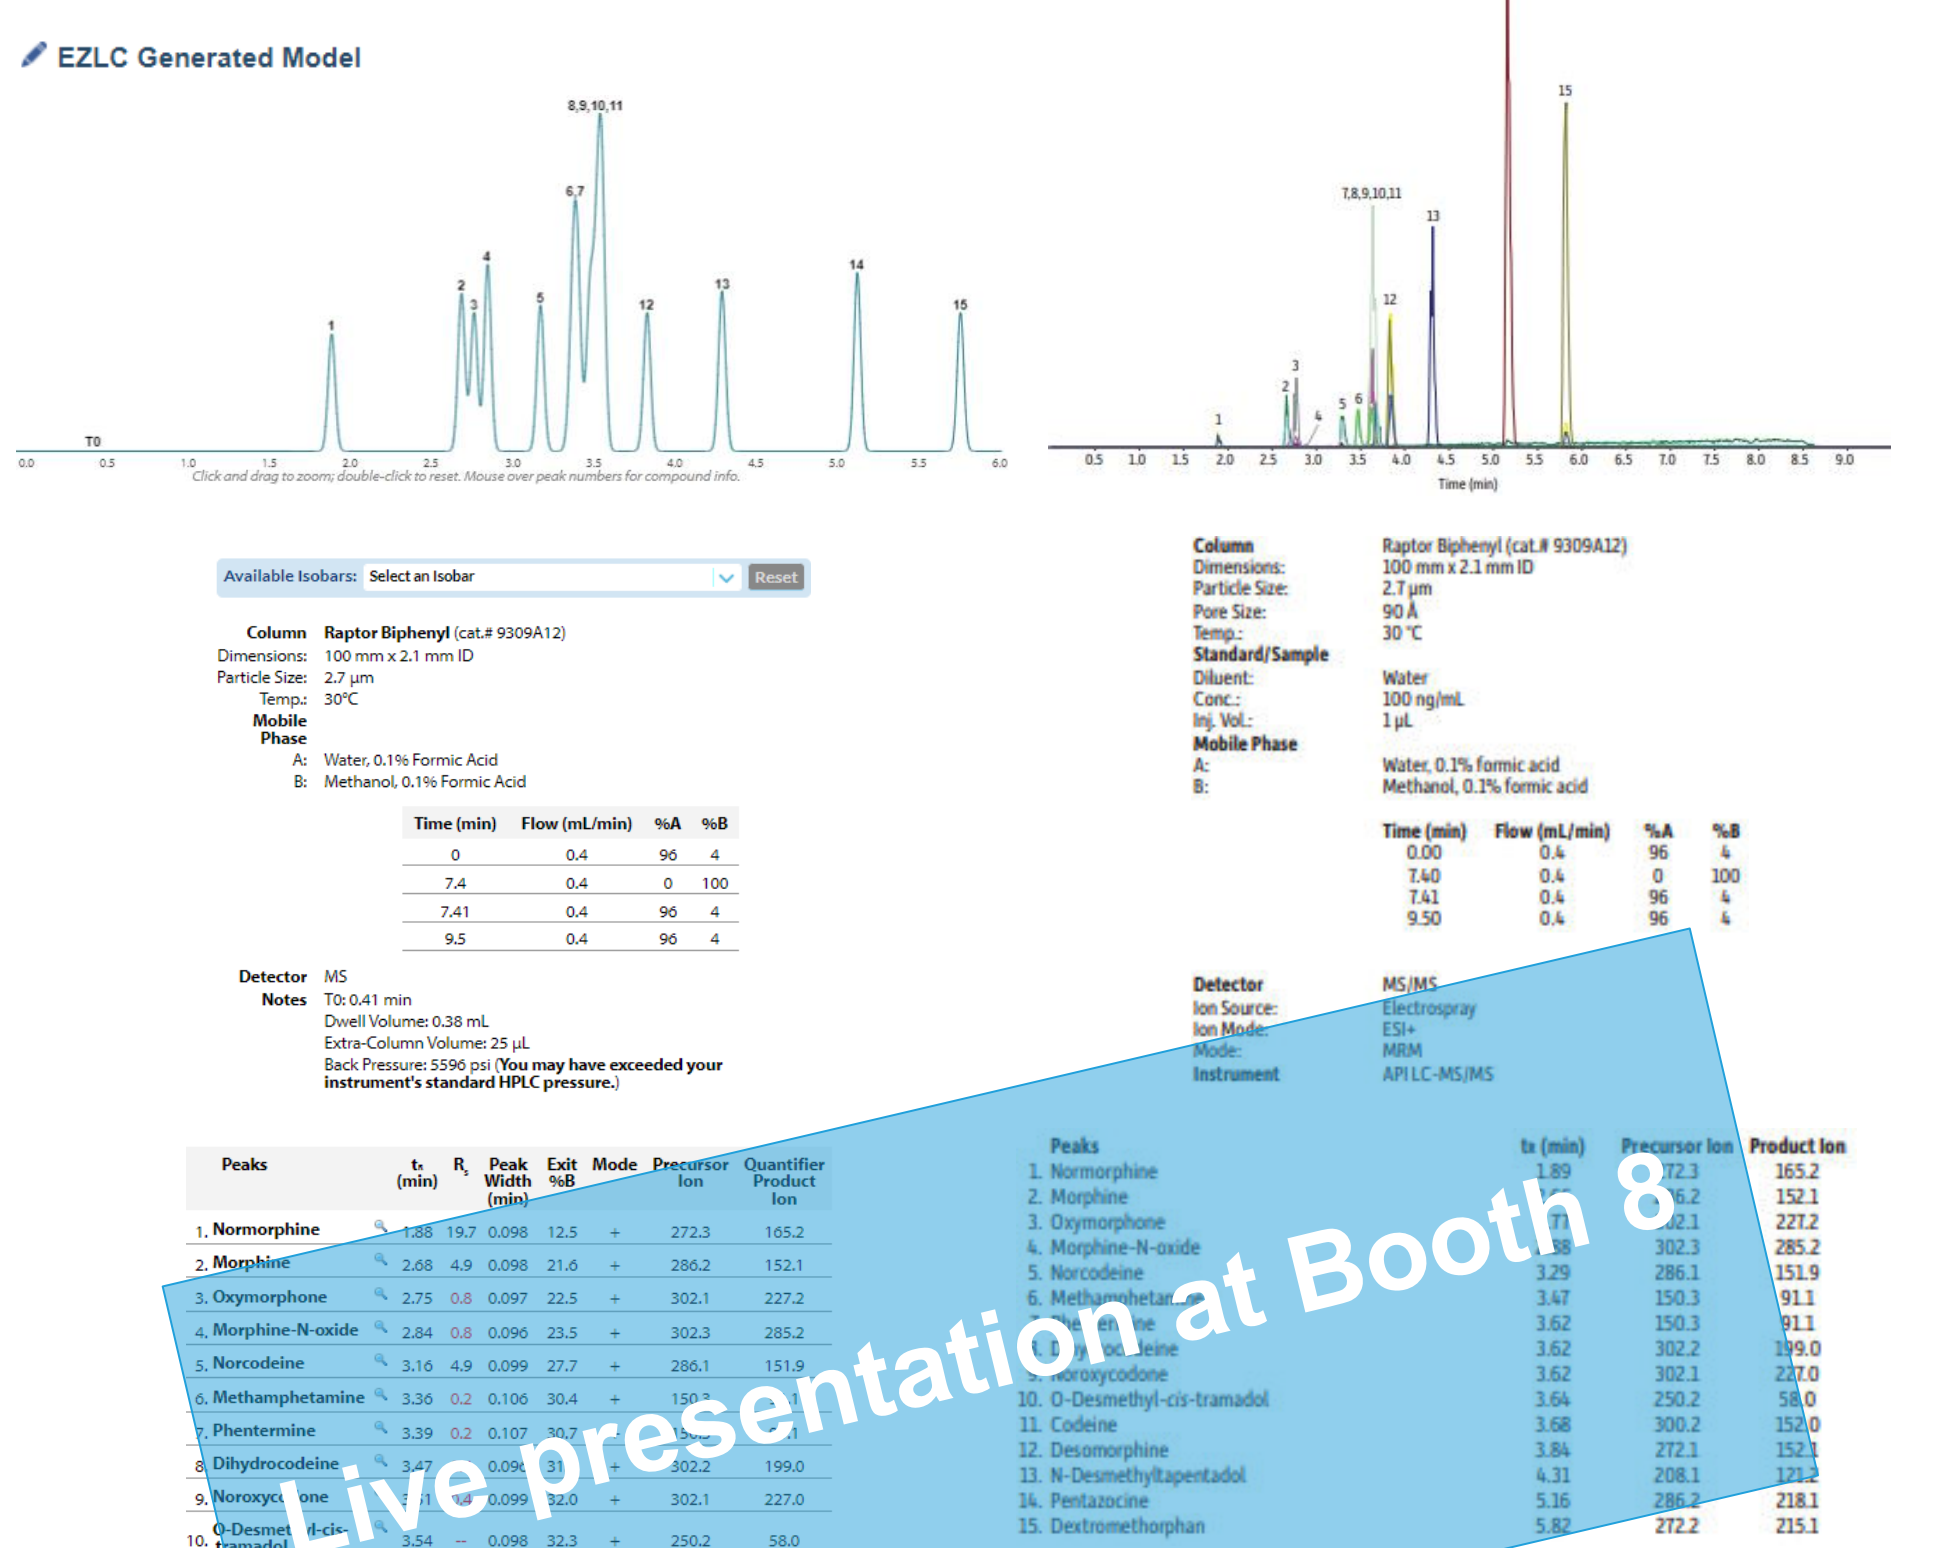 EZLC Generated Model
8,9,10,11
6,7
4
2
3
5
1
12
13
14
15
T0
0.0 0.5 1.0 1.5 2.0 2.5 3.0 3.5 4.0 4.5 5.0 5.5 6.0
Click and drag to zoom; double-click to reset. Mouse over peak numbers for compound info.
Available Isobars: Select an Isobar Reset
Column Raptor Biphenyl (cat.# 9309A12)
Dimensions: 100 mm x 2.1 mm ID
Particle Size: 2.7 µm
Temp.: 30°C
Mobile
Phase
A: Water, 0.1% Formic Acid
B: Methanol, 0.1% Formic Acid
Time (min) Flow (mL/min) %A %B
0 0.4 96 4
7.4 0.4 0 100
7.41 0.4 96 4
9.5 0.4 96 4
Detector MS
Notes T0: 0.41 min
Dwell Volume: 0.38 mL
Extra-Column Volume: 25 µL
Back Pressure: 5596 psi (You may have exceeded your
instrument's standard HPLC pressure.)
Peaks tR (min) Rs Peak Width (min) Exit %B Mode Precursor Ion Quantifier Product Ion
1. Normorphine 1.88 19.7 0.098 12.5 + 272.3 165.2
2. Morphine 2.68 4.9 0.098 21.6 + 286.2 152.1
3. Oxymorphone 2.75 0.8 0.097 22.5 + 302.1 227.2
4. Morphine-N-oxide 2.84 0.8 0.096 23.5 + 302.3 285.2
5. Norcodeine 3.16 4.9 0.099 27.7 + 286.1 151.9
6. Methamphetamine 3.36 0.2 0.106 30.4 + 150.3
7. Phentermine 3.39 0.2 0.107 30.7
8. Dihydrocodeine 3.47 + 302.2 199.0
9. Noroxycodone 0.4 0.099 32.0 + 302.1 227.0
10. O-Desmethyl-cis-
tramadol 3.54 -- 0.098 32.3 + 250.2 58.0
15
7,8,9,10,11
13
12
3
2
5 6
4
1
0.5 1.0 1.5 2.0 2.5 3.0 3.5 4.0 4.5 5.0 5.5 6.0 6.5 7.0 7.5 8.0 8.5 9.0
Time (min)
Column Raptor Biphenyl (cat.# 9309A12)
Dimensions: 100 mm x 2.1 mm ID
Particle Size: 2.7 µm
Pore Size: 90 Å
Temp.: 30 °C
Standard/Sample
Diluent: Water
Conc.: 100 ng/mL
Inj. Vol.: 1 µL
Mobile Phase
A: Water, 0.1% formic acid
B: Methanol, 0.1% formic acid
Time (min) Flow (mL/min) %A %B
0.00 0.4 96 4
7.40 0.4 0 100
7.41 0.4 96 4
9.50 0.4 96 4
Detector MS/MS
Ion Source: Electrospray
Ion Mode: ESI+
Mode: MRM
Instrument API LC-MS/MS
Peaks tR (min) Precursor Ion Product Ion
1. Normorphine 1.89 272.3 165.2
2. Morphine 152.1
3. Oxymorphone 227.2
4. Morphine-N-oxide 302.3 285.2
5. Norcodeine 3.29 286.1 151.9
6. Methamphetamine 3.47 150.3 91.1
7. Phentermine 3.62 150.3 91.1
8. Dihydrocodeine 3.62 302.2 199.0
9. Noroxycodone 3.62 302.1 227.0
10. O-Desmethyl-cis-tramadol 3.64 250.2 58.0
11. Codeine 3.68 300.2 152.0
12. Desomorphine 3.84 272.1 152.1
13. N-Desmethyltapentadol 4.31 208.1 121.2
14. Pentazocine 5.16 286.2 218.1
15. Dextromethorphan 5.82 272.2 215.1
Live presentation at Booth 8